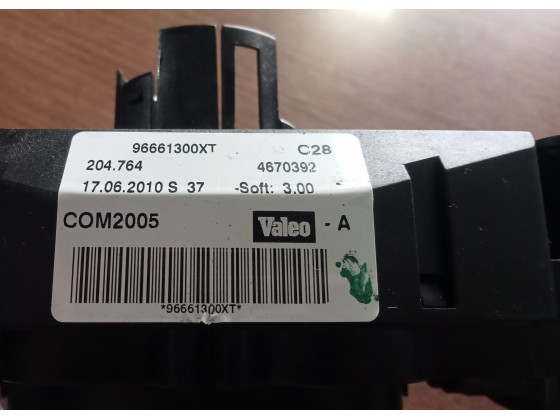 96661300XT C28
204.764 4670392
17.06.2010 S 37 -Soft: 3.00
COM2005 Valeo - A
*96661300XT*